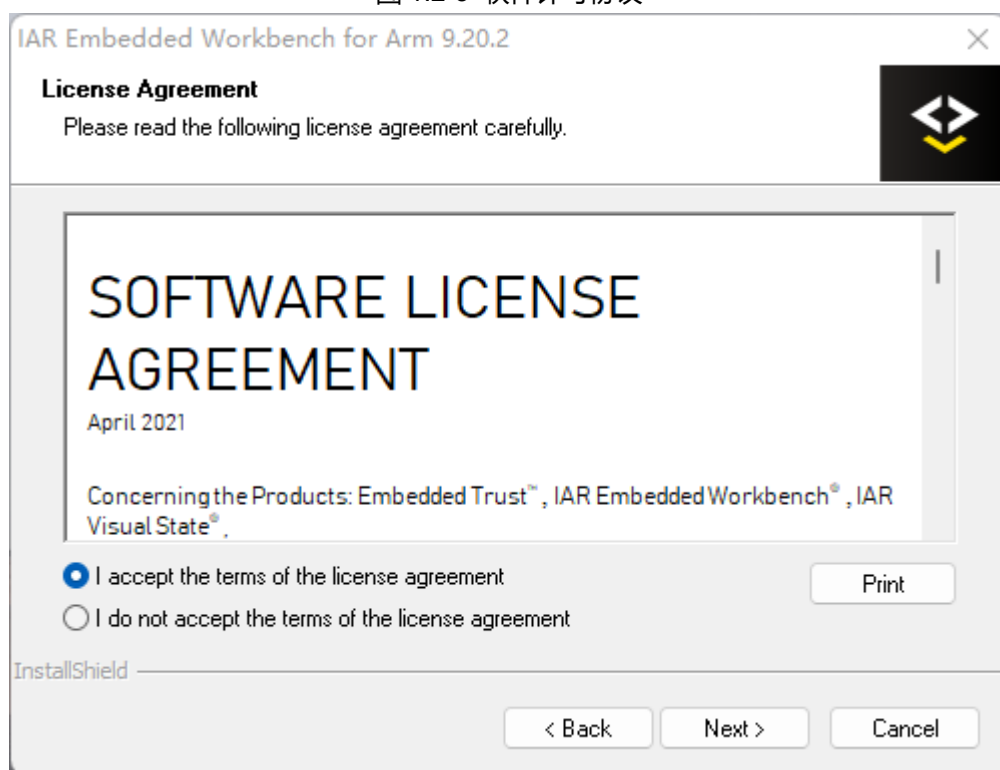 IAR Embedded Workbench for Arm 9.20.2
License Agreement
Please read the following license agreement carefully.
SOFTWARE LICENSE
AGREEMENT
April 2021
Concerning the Products: Embedded Trust™, IAR Embedded Workbench®, IAR
Visual State®,
I accept the terms of the license agreement
Print
I do not accept the terms of the license agreement
InstallShield
< Back
Next >
Cancel